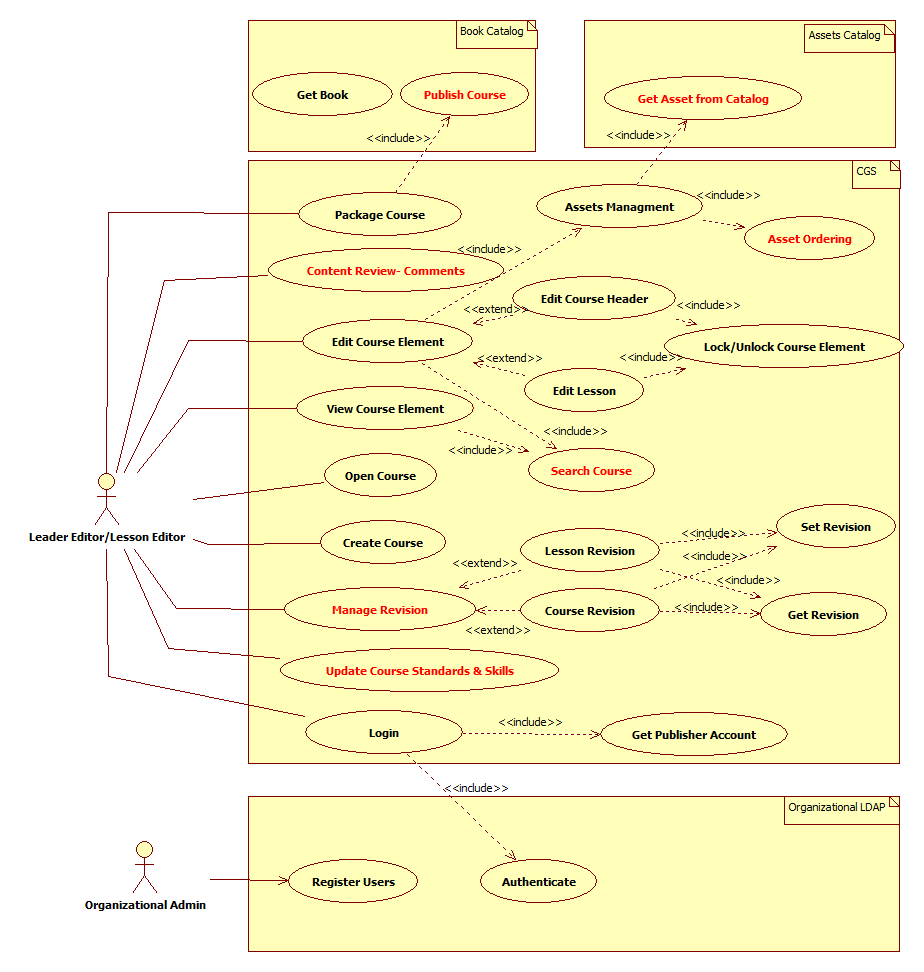 Book Catalog
Assets Catalog
Get Book
Publish Course
Get Asset from Catalog
<<include>>
<<include>>
CGS
Package Course
Assets Managment
<<include>>
Asset Ordering
Content Review- Comments
<<include>>
Edit Course Header
<<extend>>
<<include>>
Edit Course Element
Lock/Unlock Course Element
<<extend>>
<<include>>
Edit Lesson
View Course Element
<<include>>
<<include>>
Search Course
Open Course
Leader Editor/Lesson Editor
Create Course
Lesson Revision
<<include>>
Set Revision
<<extend>>
<<include>>
<<include>>
Manage Revision
Course Revision
<<include>>
Get Revision
<<extend>>
Update Course Standards & Skills
Login
<<include>>
Get Publisher Account
<<include>>
Organizational LDAP
Register Users
Authenticate
Organizational Admin